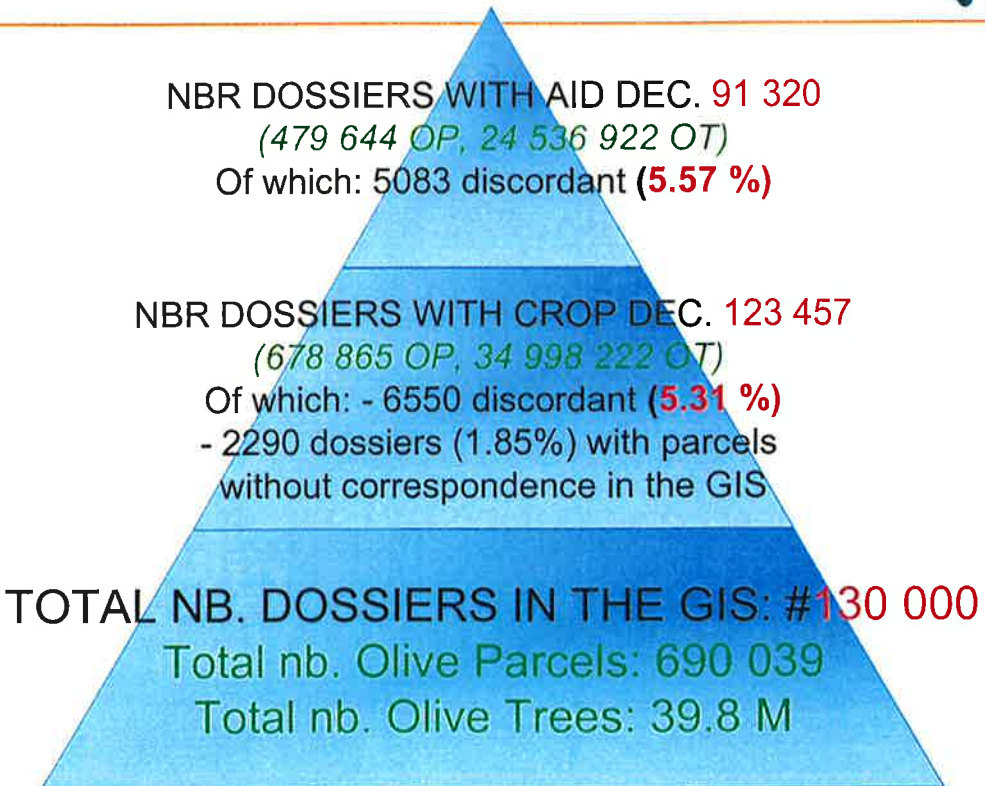 NBR DOSSIERS WITH AID DEC. 91 320
(479 644 OP, 24 536 922 OT)
Of which: 5083 discordant (5.57 %)
NBR DOSSIERS WITH CROP DEC. 123 457
(678 865 OP, 34 998 222 OT)
Of which: - 6550 discordant (5.31 %)
- 2290 dossiers (1.85%) with parcels
without correspondence in the GIS
TOTAL NB. DOSSIERS IN THE GIS: #130 000
Total nb. Olive Parcels: 690 039
Total nb. Olive Trees: 39.8 M